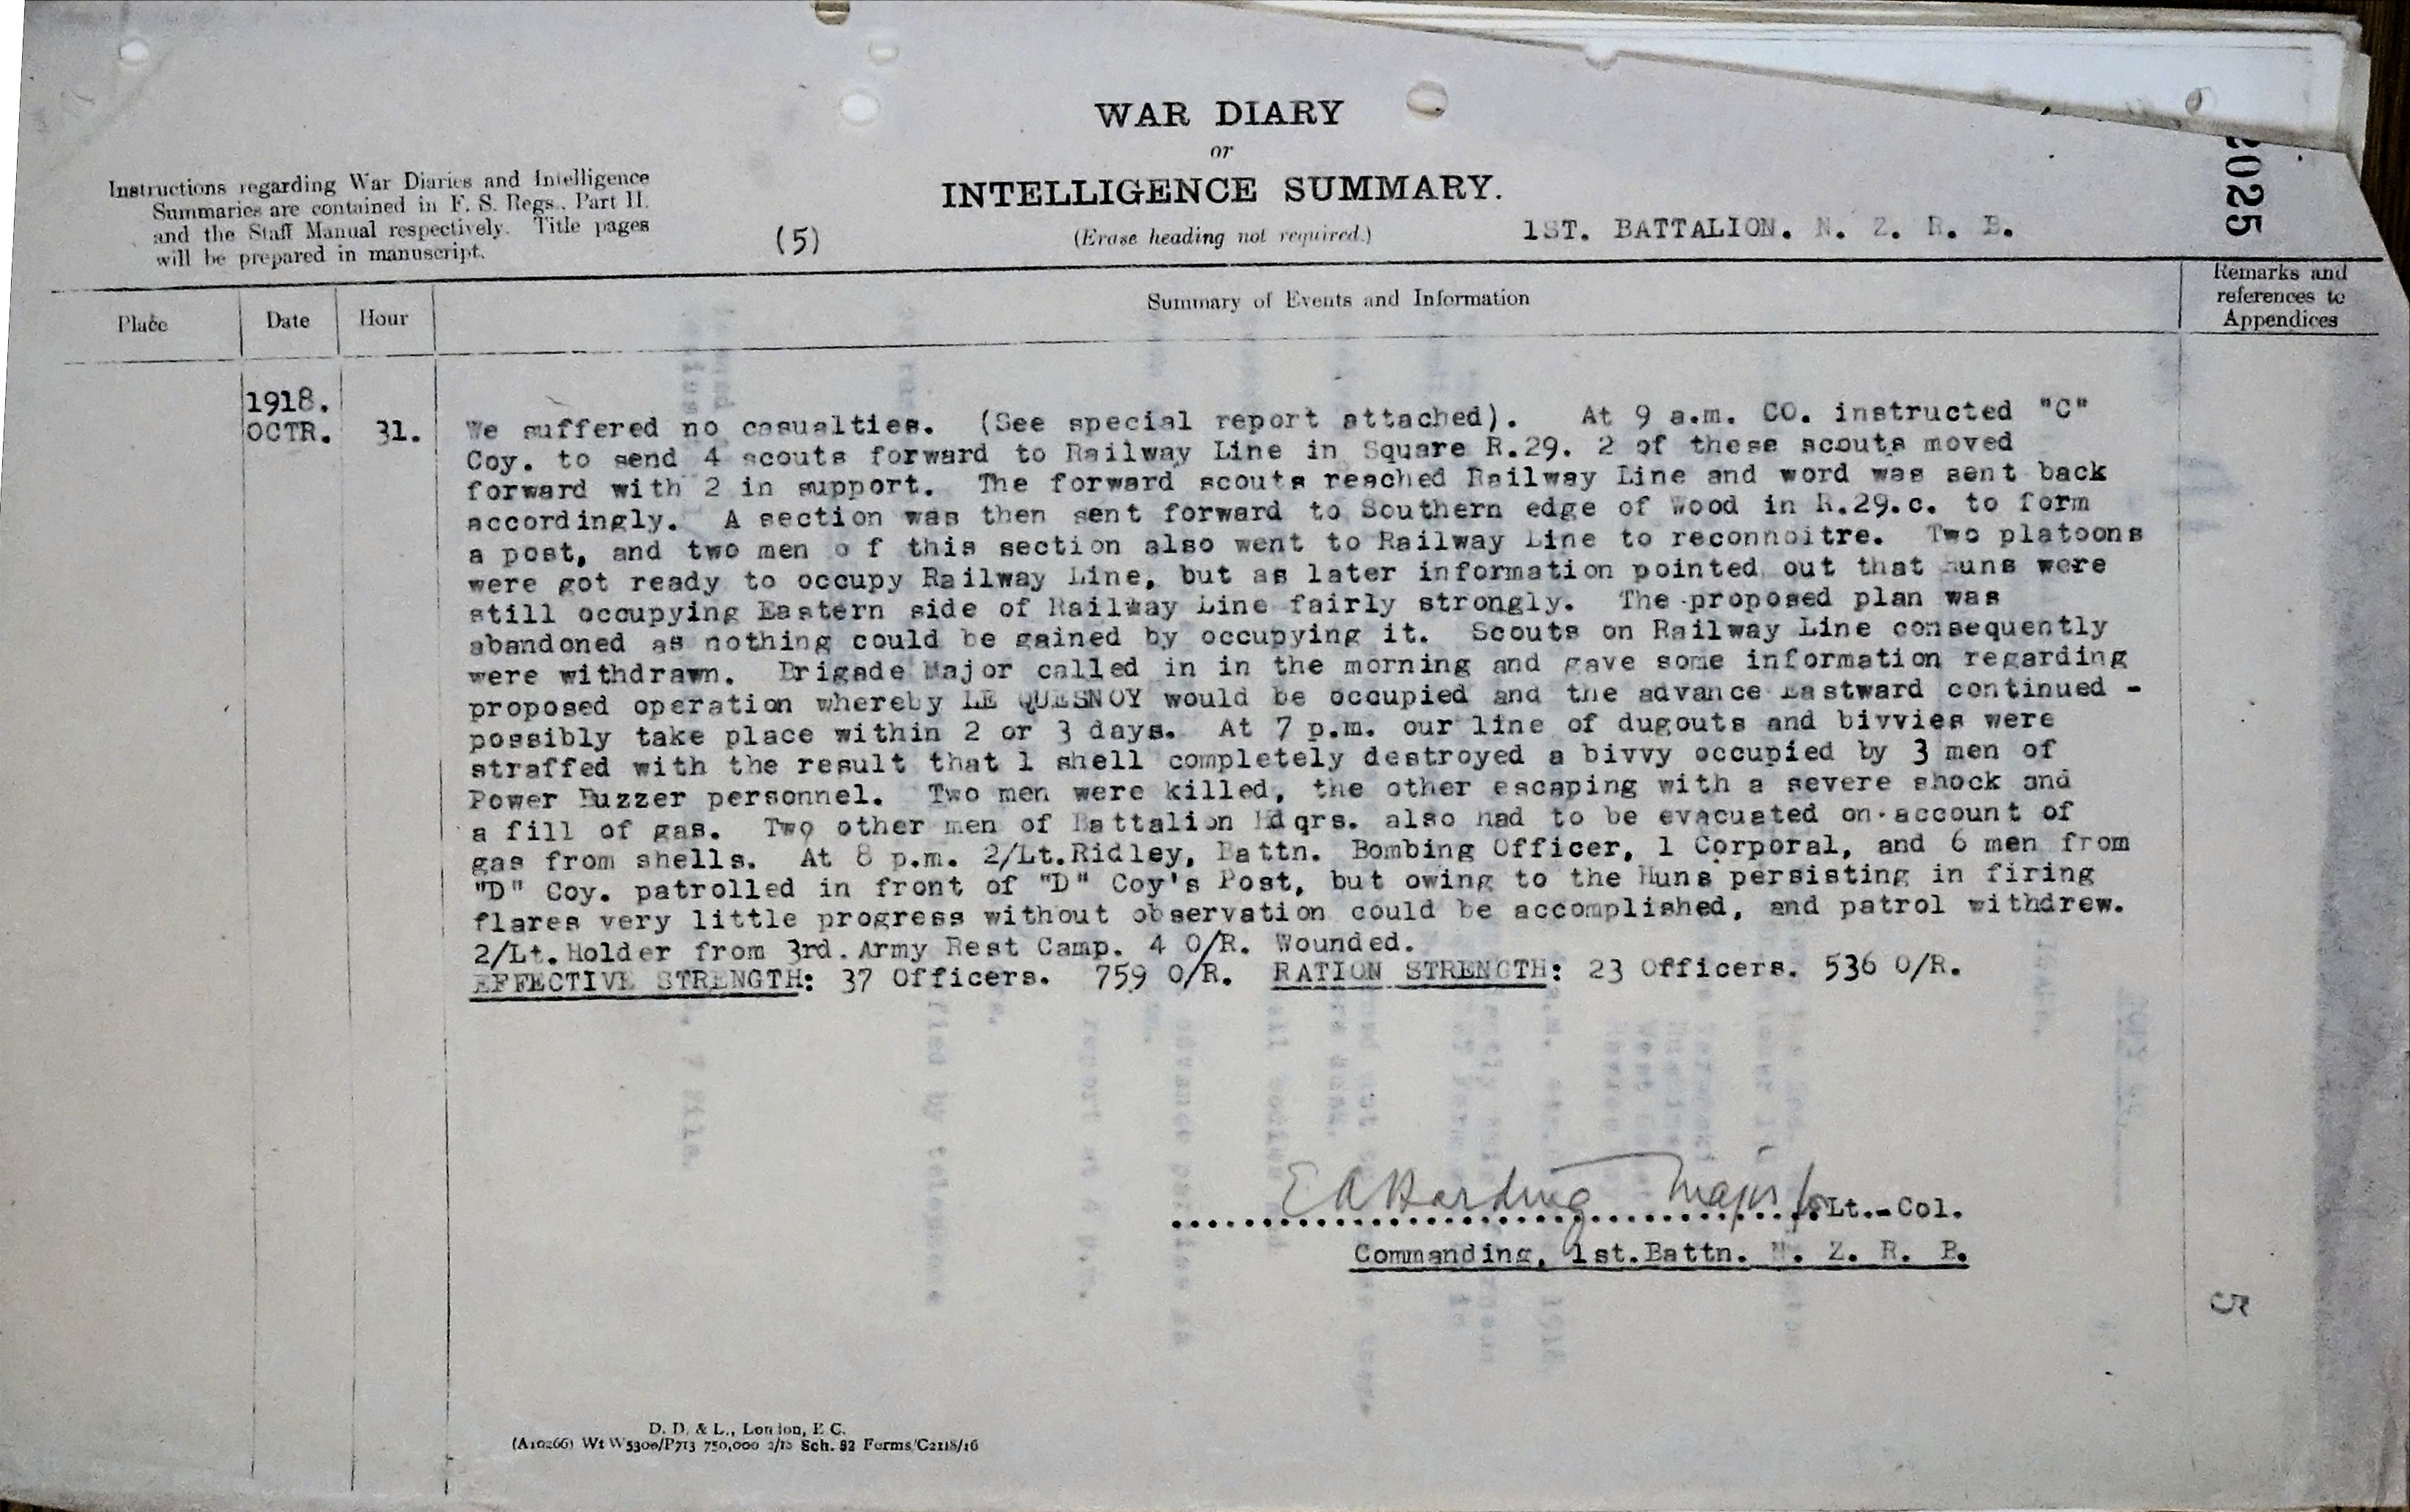 WAR DIARY
or
INTELLIGENCE SUMMARY.
(Erase heading not required.)
Instructions regarding War Diaries and Intelligence
Summaries are contained in F. S. Regs., Part II.
and the Staff Manual respectively. Title pages
will be prepared in manuscript.
(5)
1ST. BATTALION. N. Z. R. B.
2025
Place
Date
Hour
Summary of Events and Information
Remarks and
references to
Appendices
1918.
OCTR. 31.
We suffered no casualties. (See special report attached). At 9 a.m. CO. instructed "C"
Coy. to send 4 scouts forward to Railway Line in Square R.29. 2 of these scouts moved
forward with 2 in support. The forward scouts reached Railway Line and word was sent back
accordingly. A section was then sent forward to Southern edge of Wood in R.29.c. to form
a post, and two men o f this section also went to Railway Line to reconnoitre. Two platoons
were got ready to occupy Railway Line, but as later information pointed out that Huns were
still occupying Eastern side of Railway Line fairly strongly. The proposed plan was
abandoned as nothing could be gained by occupying it. Scouts on Railway Line consequently
were withdrawn. Brigade Major called in in the morning and gave some information regarding
proposed operation whereby LE QUESNOY would be occupied and the advance Eastward continued -
possibly take place within 2 or 3 days. At 7 p.m. our line of dugouts and bivvies were
straffed with the result that 1 shell completely destroyed a bivvy occupied by 3 men of
Power Buzzer personnel. Two men were killed, the other escaping with a severe shock and
a fill of gas. Two other men of Battalion Hdqrs. also had to be evacuated on account of
gas from shells. At 8 p.m. 2/Lt.Ridley, Battn. Bombing Officer, 1 Corporal, and 6 men from
"D" Coy. patrolled in front of "D" Coy's Post, but owing to the Huns persisting in firing
flares very little progress without observation could be accomplished, and patrol withdrew.
2/Lt.Holder from 3rd.Army Rest Camp. 4 O/R. Wounded.
EFFECTIVE STRENGTH: 37 Officers. 759 O/R. RATION STRENGTH: 23 Officers. 536 O/R.
E A Harding Major for Lt.-Col.
Commanding, 1st.Battn. N. Z. R. B.
5
D. D. & L., London, E.C.
(A10266) Wt W5300/P713 750,000 2/18 Sch. 82 Forms/C2118/16